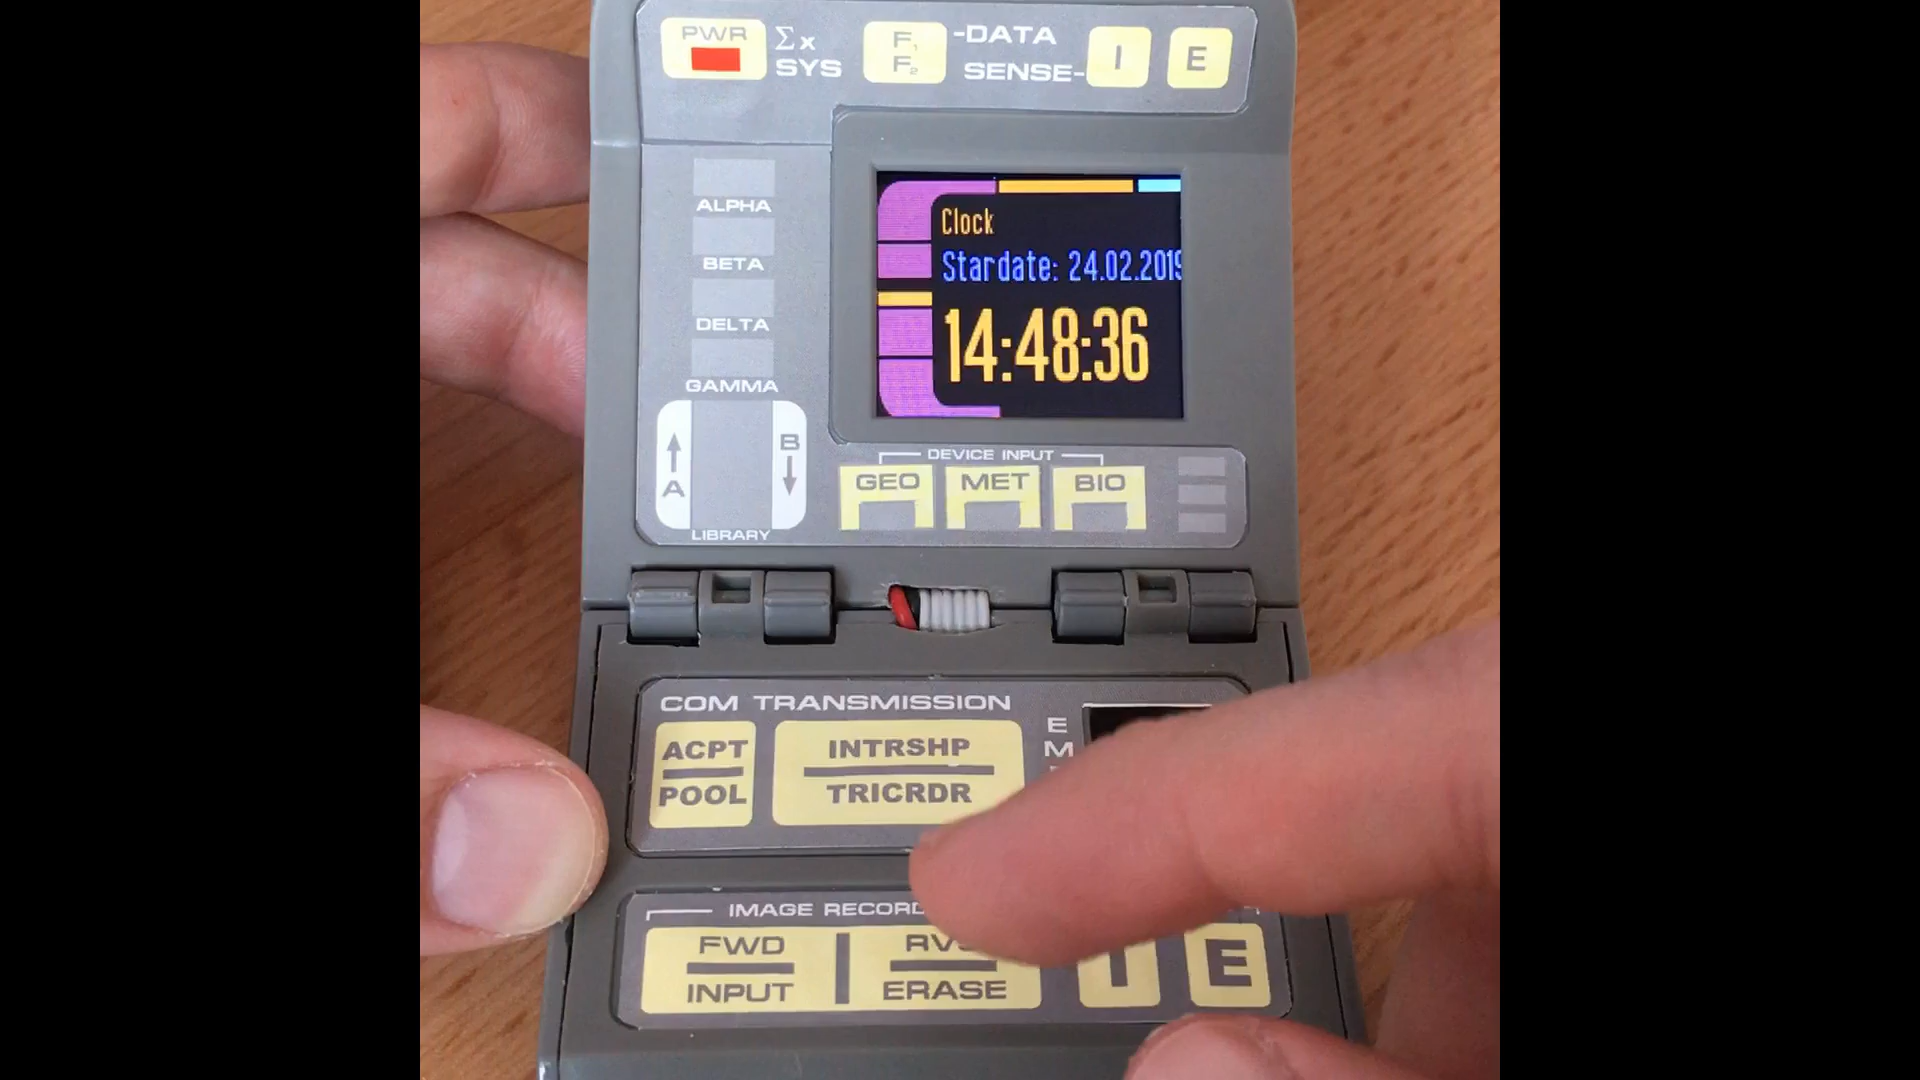 PWR
Σx
SYS
F₁
F₂
-DATA
SENSE-
I
E
ALPHA
BETA
DELTA
GAMMA
A
B
LIBRARY
Clock
Stardate: 24.02.2019
14:48:36
DEVICE INPUT
GEO
MET
BIO
COM TRANSMISSION
ACPT
POOL
INTRSHP
TRICRDR
E
M
IMAGE RECORD
FWD
INPUT
ERASE
I
E